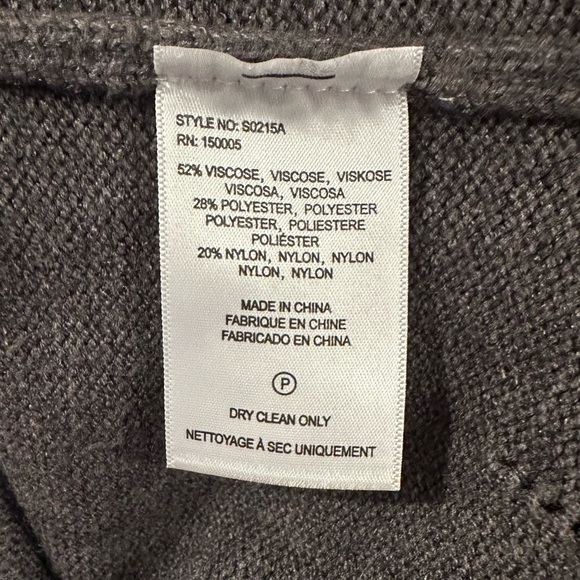 STYLE NO: S0215A
RN: 150005
52% VISCOSE, VISCOSE, VISKOSE
VISCOSA, VISCOSA
28% POLYESTER, POLYESTER
POLYESTER, POLIESTERE
POLIÉSTER
20% NYLON, NYLON, NYLON
NYLON, NYLON
MADE IN CHINA
FABRIQUE EN CHINE
FABRICADO EN CHINA
P
DRY CLEAN ONLY
NETTOYAGE À SEC UNIQUEMENT